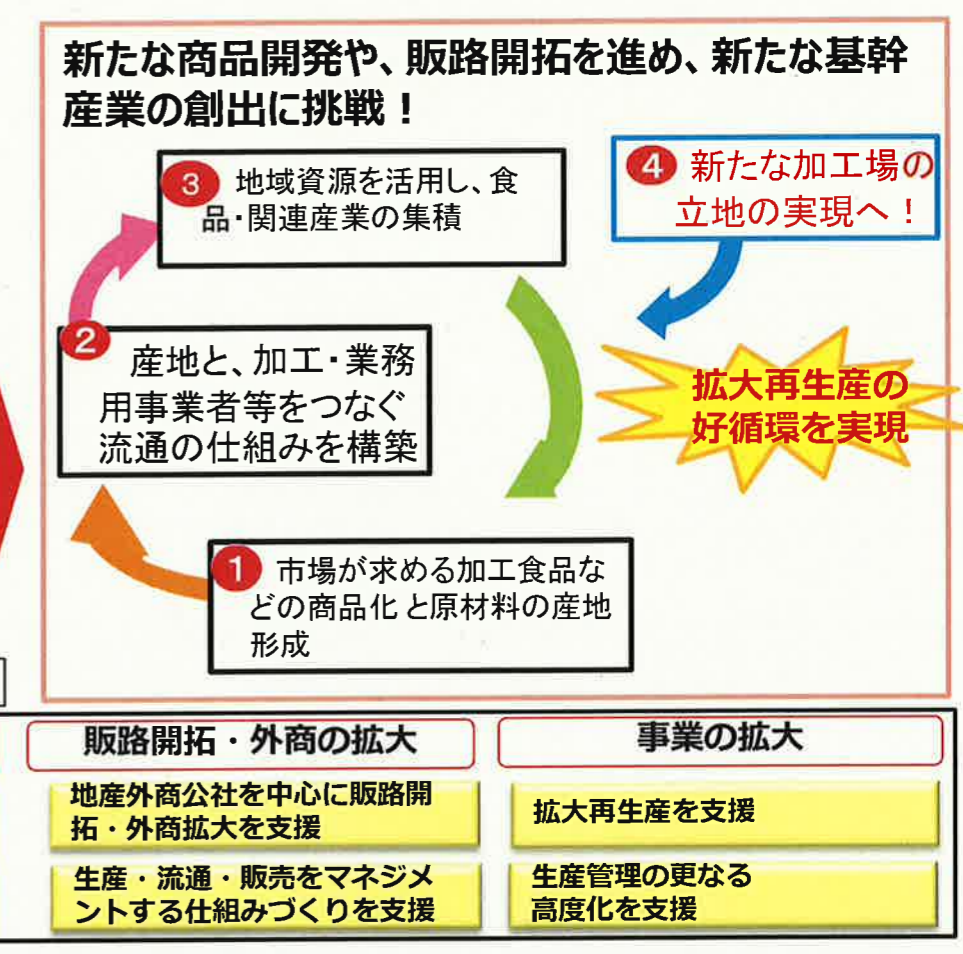 新たな商品開発や、販路開拓を進め、新たな基幹
産業の創出に挑戦！
3 地域資源を活用し、食
品・関連産業の集積
4 新たな加工場の
立地の実現へ！
2
産地と、加工・業務
用事業者等をつなぐ
流通の仕組みを構築
拡大再生産の
好循環を実現
1 市場が求める加工食品な
どの商品化と原材料の産地
形成
販路開拓・外商の拡大
地産外商公社を中心に販路開
拓・外商拡大を支援
生産・流通・販売をマネジメ
ントする仕組みづくりを支援
事業の拡大
拡大再生産を支援
生産管理の更なる
高度化を支援